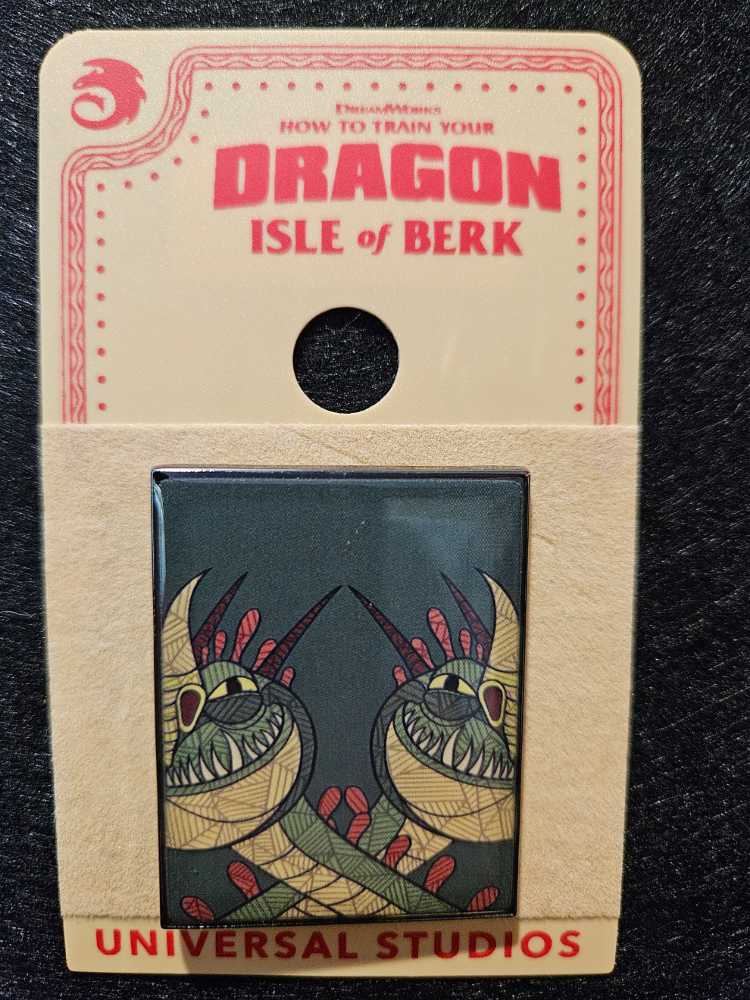 DREAMWORKS
HOW TO TRAIN YOUR
DRAGON
ISLE of BERK
UNIVERSAL STUDIOS